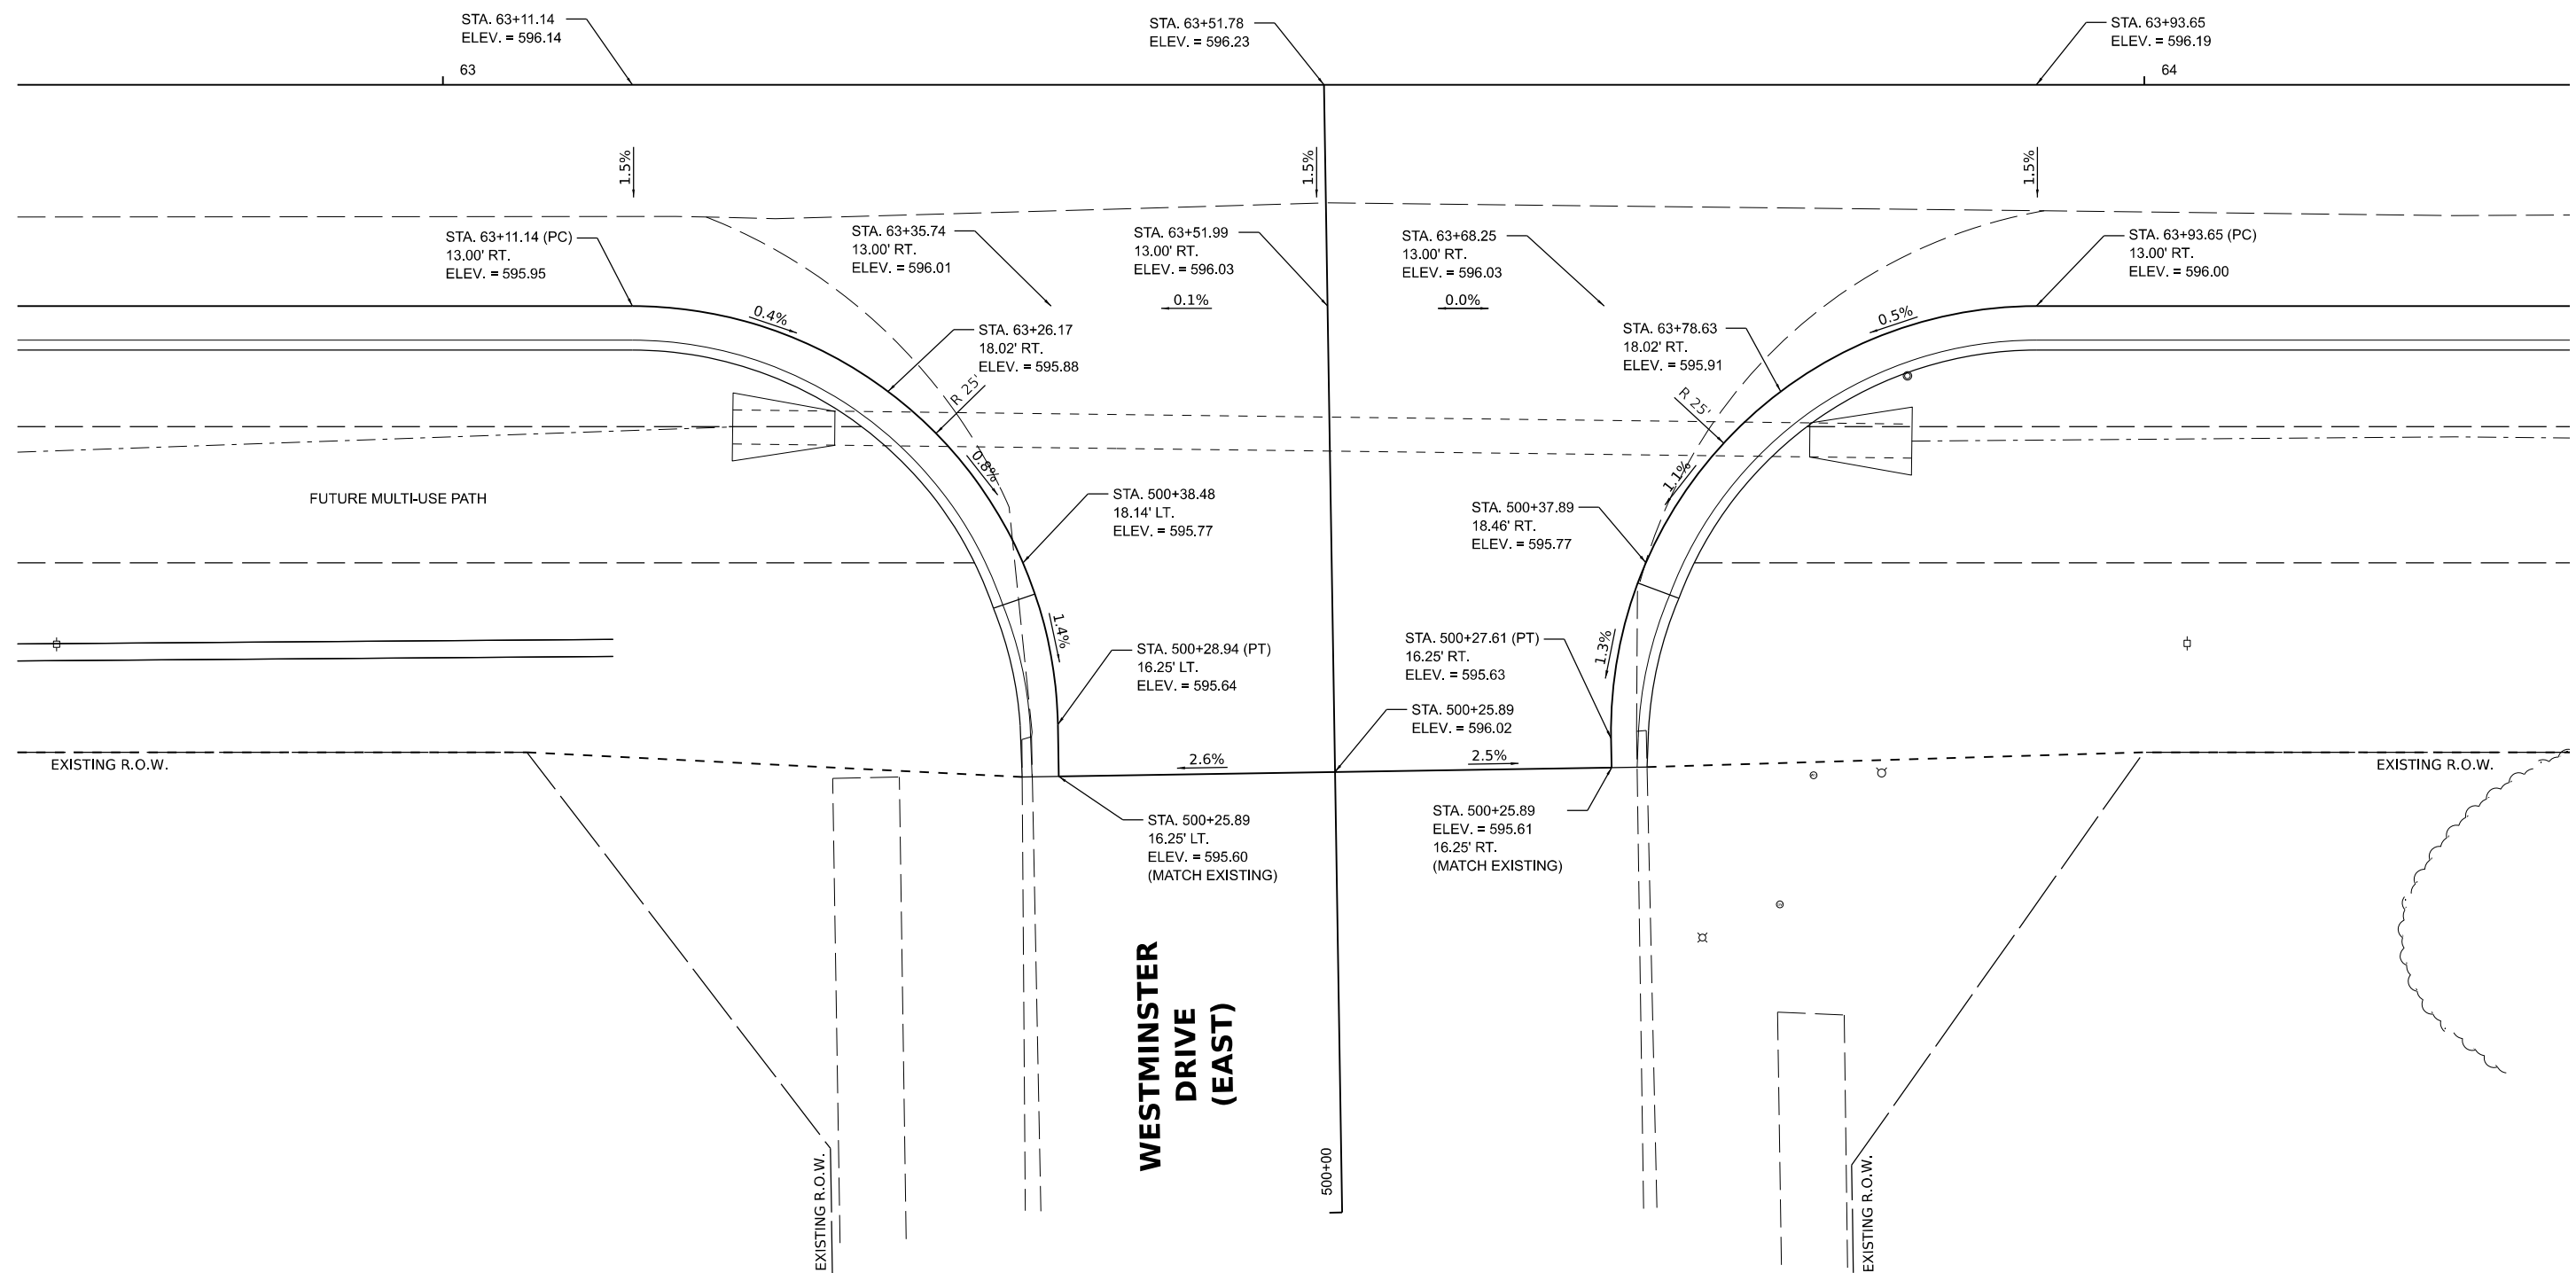 STA. 63+11.14
ELEV. = 596.14
STA. 63+51.78
ELEV. = 596.23
STA. 63+93.65
ELEV. = 596.19
63
64
1.5%
1.5%
1.5%
STA. 63+11.14 (PC)
13.00' RT.
ELEV. = 595.95
STA. 63+35.74
13.00' RT.
ELEV. = 596.01
STA. 63+51.99
13.00' RT.
ELEV. = 596.03
STA. 63+68.25
13.00' RT.
ELEV. = 596.03
STA. 63+93.65 (PC)
13.00' RT.
ELEV. = 596.00
0.4%
0.1%
0.0%
0.5%
STA. 63+26.17
18.02' RT.
ELEV. = 595.88
STA. 63+78.63
18.02' RT.
ELEV. = 595.91
R 25'
R 25'
0.8%
1.1%
FUTURE MULTI-USE PATH
STA. 500+38.48
18.14' LT.
ELEV. = 595.77
STA. 500+37.89
18.46' RT.
ELEV. = 595.77
1.4%
1.3%
STA. 500+28.94 (PT)
16.25' LT.
ELEV. = 595.64
STA. 500+27.61 (PT)
16.25' RT.
ELEV. = 595.63
STA. 500+25.89
ELEV. = 596.02
2.6%
2.5%
EXISTING R.O.W.
EXISTING R.O.W.
STA. 500+25.89
16.25' LT.
ELEV. = 595.60
(MATCH EXISTING)
STA. 500+25.89
ELEV. = 595.61
16.25' RT.
(MATCH EXISTING)
WESTMINSTER
DRIVE
(EAST)
500+00
EXISTING R.O.W.
EXISTING R.O.W.